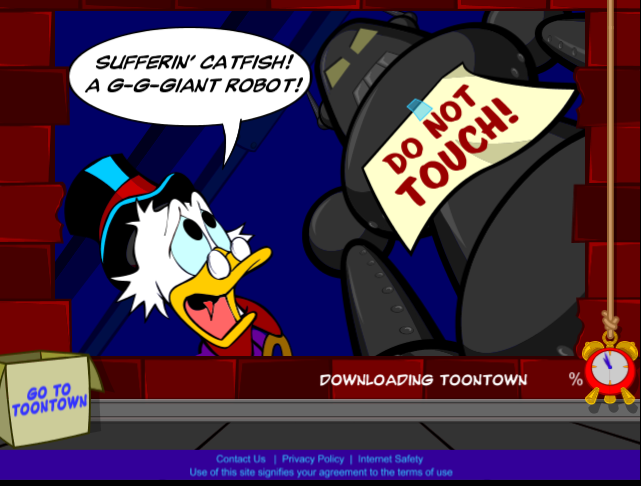 SUFFERIN' CATFISH!
A G-G-GIANT ROBOT!
DO NOT
TOUCH!
DOWNLOADING TOONTOWN %
GO TO
TOONTOWN
Contact Us | Privacy Policy | Internet Safety
Use of this site signifies your agreement to the terms of use